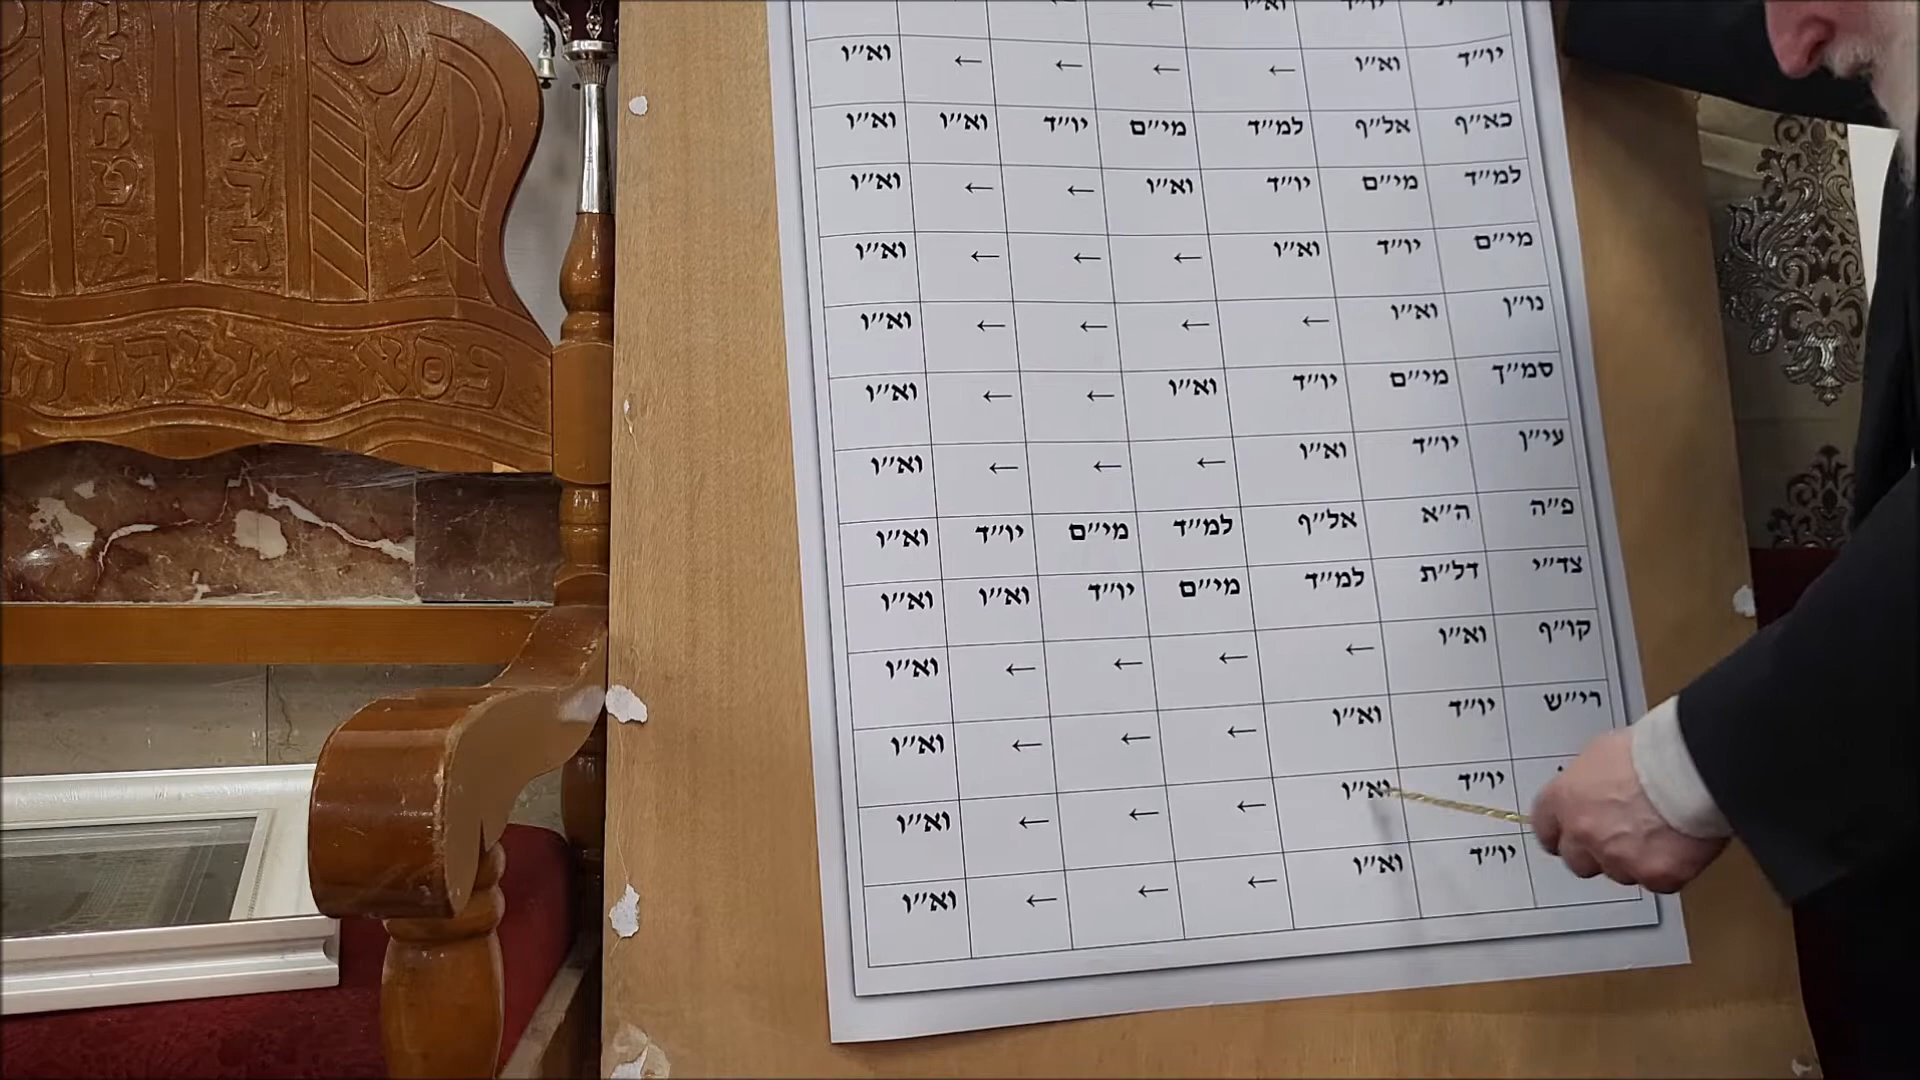 יו״ד וא״ו ← ← ← ← וא״ו
כא״ף אל״ף למ״ד מי״ם יו״ד וא״ו וא״ו
למ״ד מי״ם יו״ד וא״ו ← ← וא״ו
מי״ם יו״ד וא״ו ← ← ← וא״ו
נו״ן וא״ו ← ← ← ← וא״ו
סמ״ך מי״ם יו״ד וא״ו ← ← וא״ו
עי״ן יו״ד וא״ו ← ← ← וא״ו
פ״ה ה״א אל״ף למ״ד מי״ם יו״ד וא״ו
צד״י דל״ת למ״ד מי״ם יו״ד וא״ו וא״ו
קו״ף וא״ו ← ← ← ← וא״ו
רי״ש יו״ד וא״ו ← ← ← וא״ו
יו״ד וא״ו ← ← ← וא״ו
יו״ד וא״ו ← ← ← וא״ו
כסא אליהו